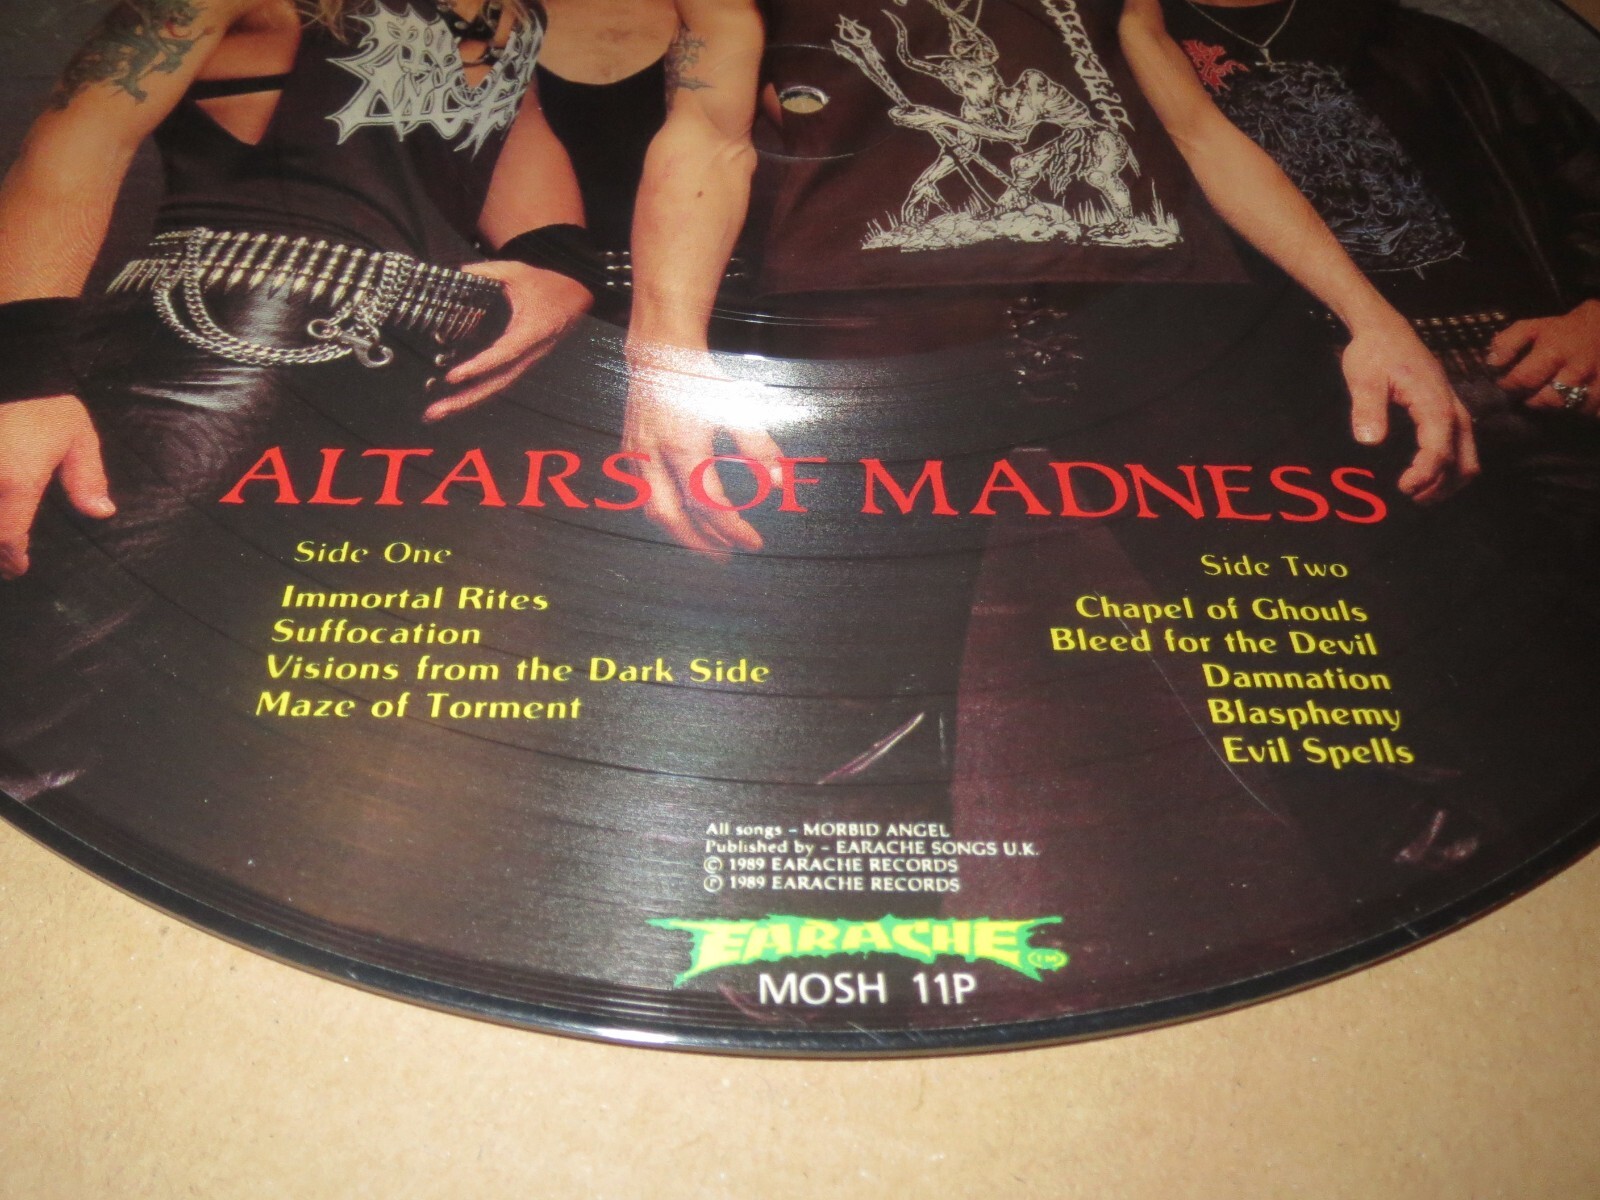 ALTARS OF MADNESS
Side One
Immortal Rites
Suffocation
Visions from the Dark Side
Maze of Torment
Side Two
Chapel of Ghouls
Bleed for the Devil
Damnation
Blasphemy
Evil Spells
All songs - MORBID ANGEL
Published by - EARACHE SONGS U.K.
© 1989 EARACHE RECORDS
℗ 1989 EARACHE RECORDS
EARACHE TM
MOSH 11P